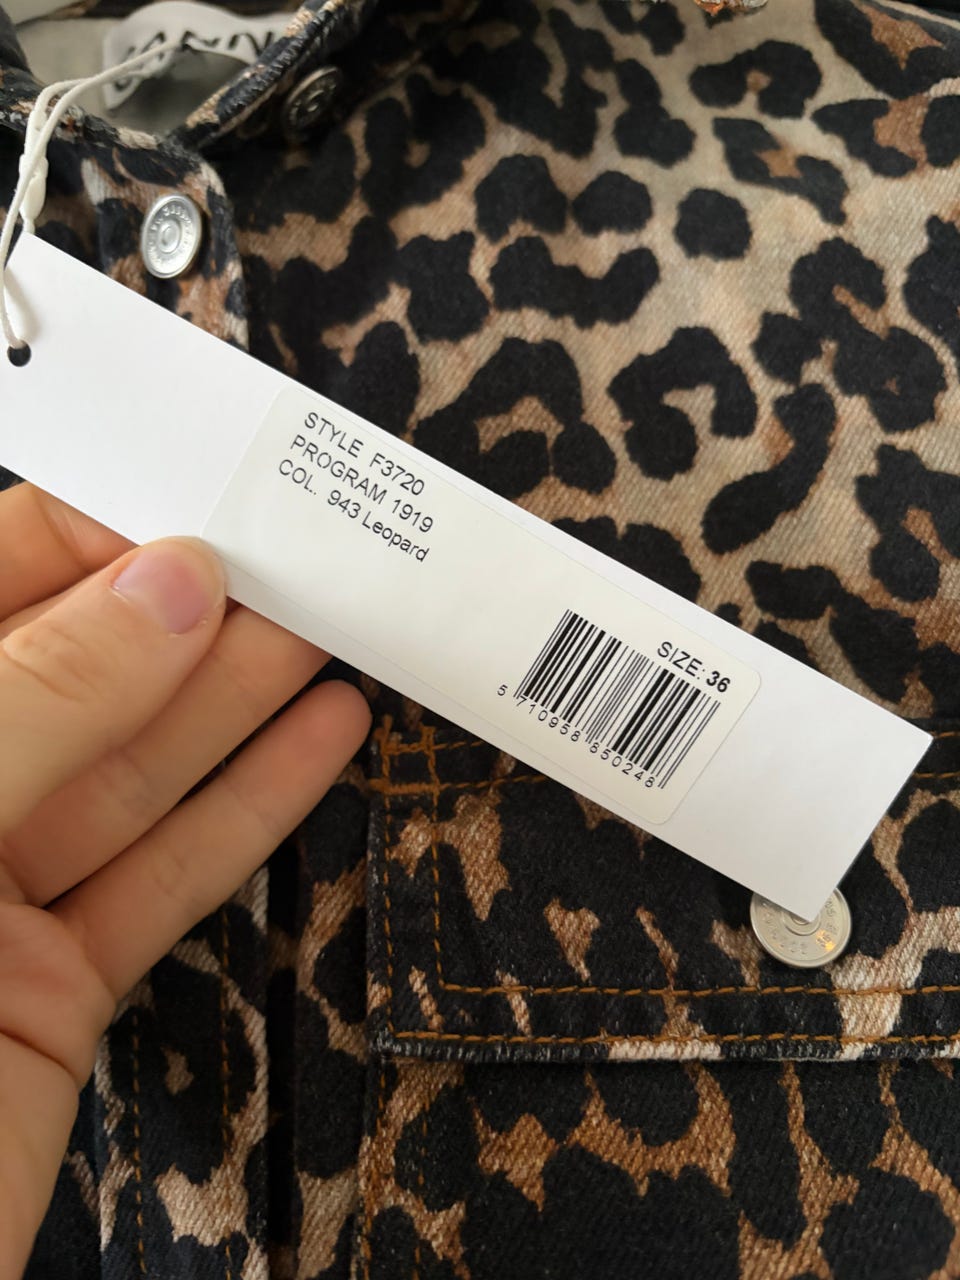 STYLE F3720
PROGRAM 1919
COL. 943 Leopard
SIZE: 36
5 710958 850248